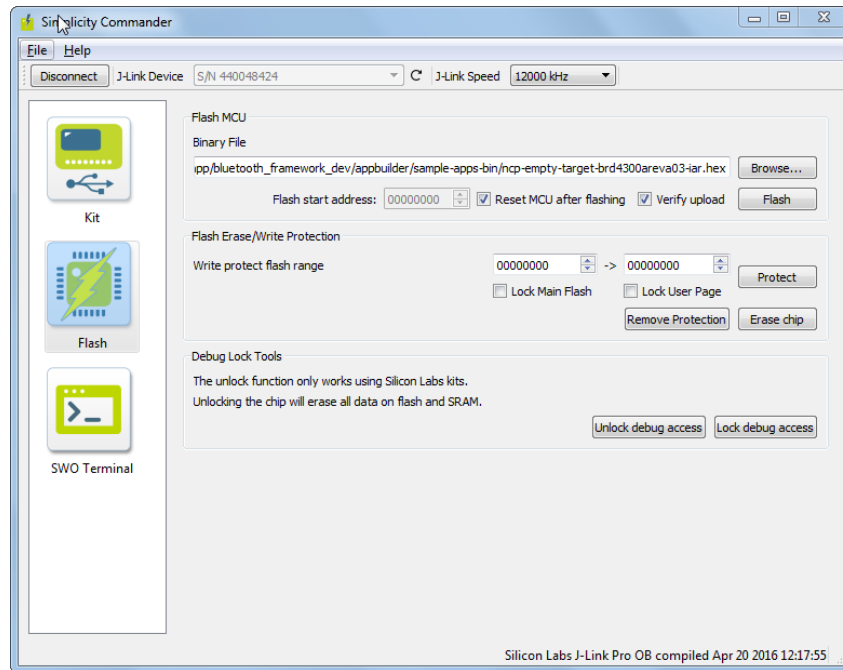 Simplicity Commander
File Help
Disconnect J-Link Device S/N 440048424 J-Link Speed 12000 kHz
Flash MCU
Binary File
app/bluetooth_framework_dev/appbuilder/sample-apps-bin/ncp-empty-target-brd4300areva03-iar.hex Browse...
Flash start address: 00000000 Reset MCU after flashing Verify upload Flash
Kit
Flash Erase/Write Protection
Write protect flash range 00000000 -> 00000000 Protect
Lock Main Flash Lock User Page
Remove Protection Erase chip
Flash
Debug Lock Tools
The unlock function only works using Silicon Labs kits.
Unlocking the chip will erase all data on flash and SRAM.
Unlock debug access Lock debug access
SWO Terminal
Silicon Labs J-Link Pro OB compiled Apr 20 2016 12:17:55